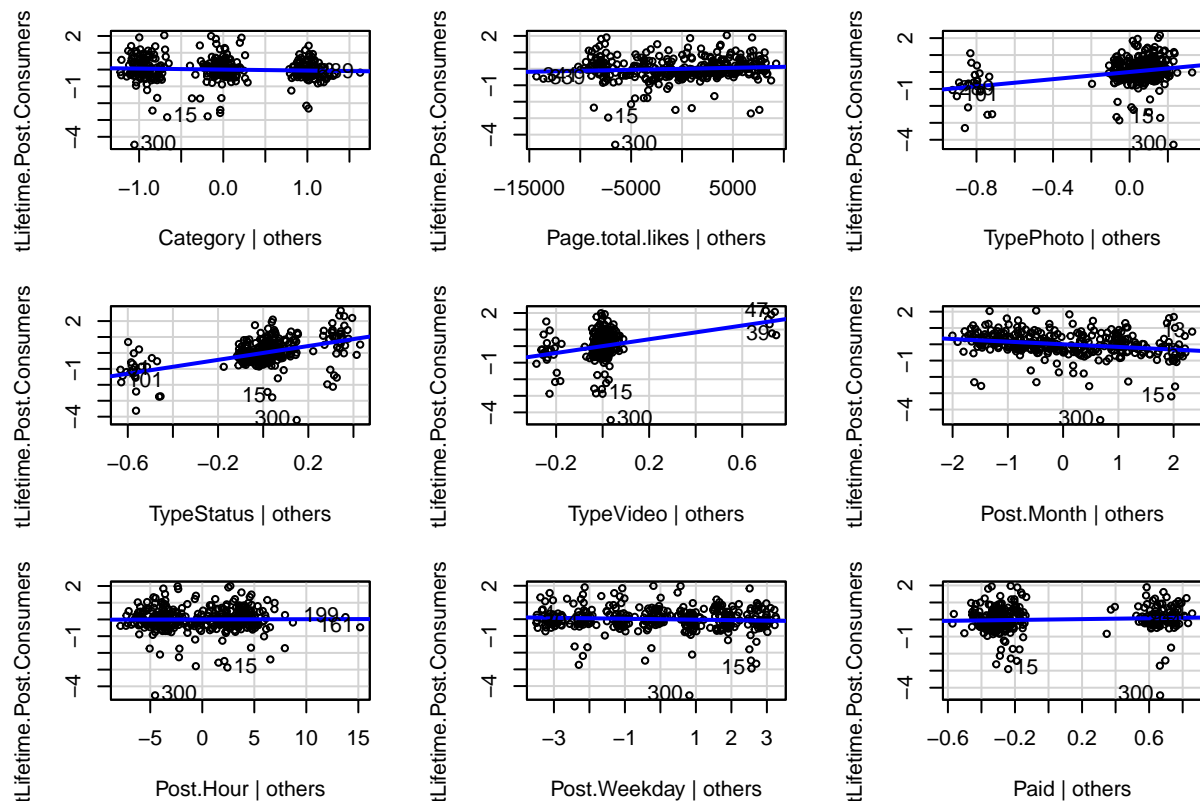 tLifetime.Post.Consumers
2
−1
−4
15
300
−1.0 0.0 1.0
Category | others
tLifetime.Post.Consumers
2
−1
−4
15
300
−15000 −5000 5000
Page.total.likes | others
tLifetime.Post.Consumers
2
−1
−4
15
300
−0.8 −0.4 0.0
TypePhoto | others
tLifetime.Post.Consumers
2
−1
−4
101
15
300
−0.6 −0.2 0.2
TypeStatus | others
tLifetime.Post.Consumers
2
−1
−4
47
39
15
300
−0.2 0.2 0.6
TypeVideo | others
tLifetime.Post.Consumers
2
−1
−4
15
300
−2 −1 0 1 2
Post.Month | others
tLifetime.Post.Consumers
2
−1
−4
199
161
15
300
−5 0 5 10 15
Post.Hour | others
tLifetime.Post.Consumers
2
−1
−4
15
300
−3 −1 1 2 3
Post.Weekday | others
tLifetime.Post.Consumers
2
−1
−4
15
300
−0.6 −0.2 0.2 0.6
Paid | others